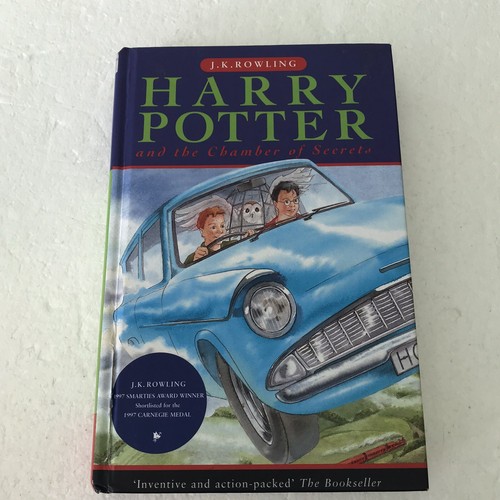 J.K.ROWLING
HARRY
POTTER
and the Chamber of Secrets
HO
J.K.ROWLING
1997 SMARTIES AWARD WINNER
Shortlisted for the
1997 CARNEGIE MEDAL
'Inventive and action-packed' The Bookseller